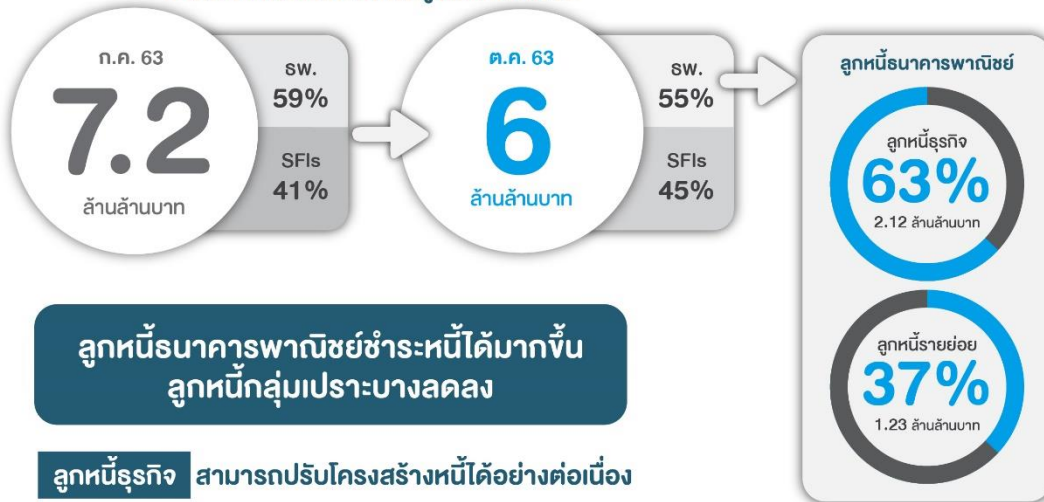 ก.ค. 63
7.2
ล้านล้านบาท
ธพ.
59%
SFIs
41%
ต.ค. 63
6
ล้านล้านบาท
ธพ.
55%
SFIs
45%
ลูกหนี้ธนาคารพาณิชย์
ลูกหนี้ธุรกิจ
63%
2.12 ล้านล้านบาท
ลูกหนี้รายย่อย
37%
1.23 ล้านล้านบาท
ลูกหนี้ธนาคารพาณิชย์ชำระหนี้ได้มากขึ้น
ลูกหนี้กลุ่มเปราะบางลดลง
ลูกหนี้ธุรกิจ สามารถปรับโครงสร้างหนี้ได้อย่างต่อเนื่อง